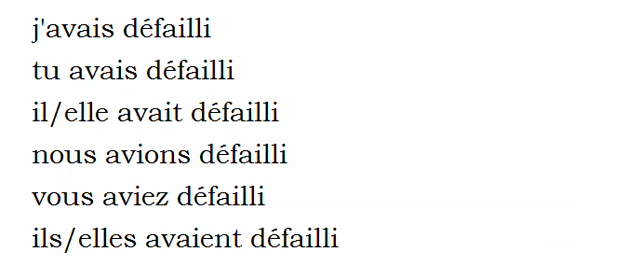 j'avais défailli
tu avais défailli
il/elle avait défailli
nous avions défailli
vous aviez défailli
ils/elles avaient défailli